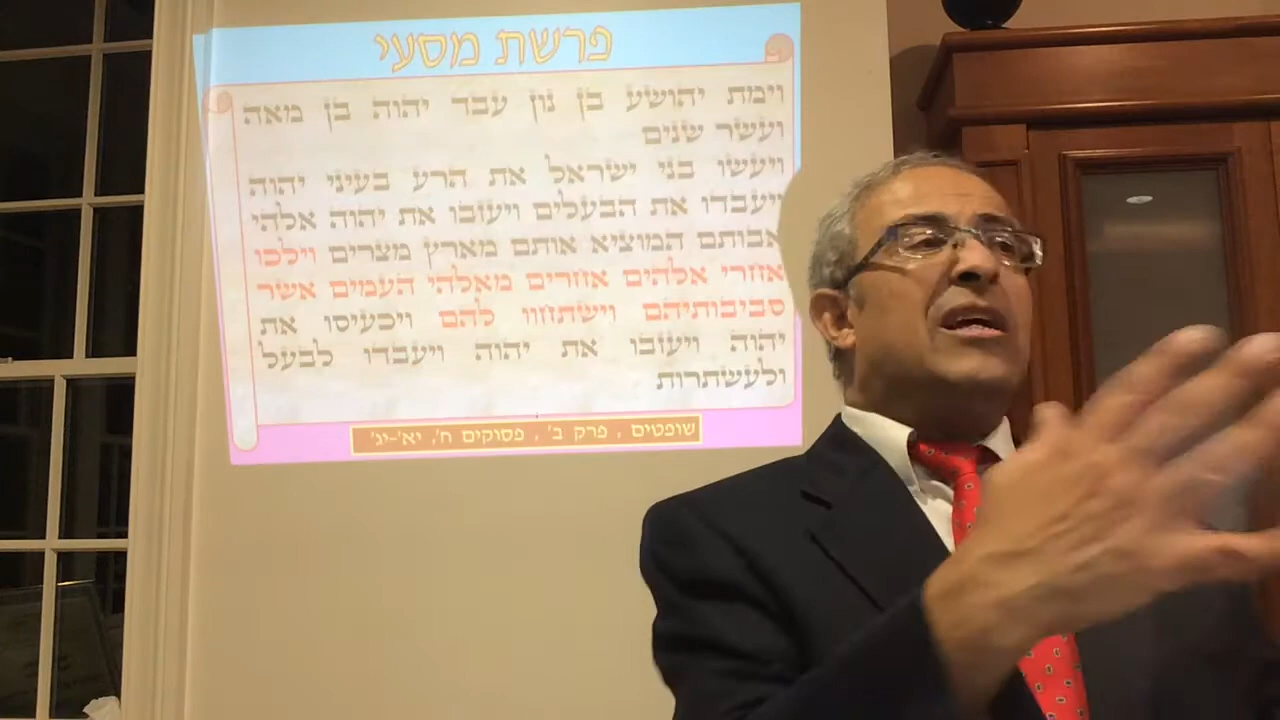 פרשת מסעי
וימת יהושע בן נון עבד יהוה בן מאה
ועשר שנים
ויעשו בני ישראל את הרע בעיני יהוה
ויעבדו את הבעלים ויעזבו את יהוה אלהי
אבותם המוציא אותם מארץ מצרים וילכו
אחרי אלהים אחרים מאלהי העמים אשר
סביבותיהם וישתחוו להם ויכעיסו את
יהוה ויעזבו את יהוה ויעבדו לבעל
ולעשתרות
שופטים , פרק ב' , פסוקים ח', יא'-יג'